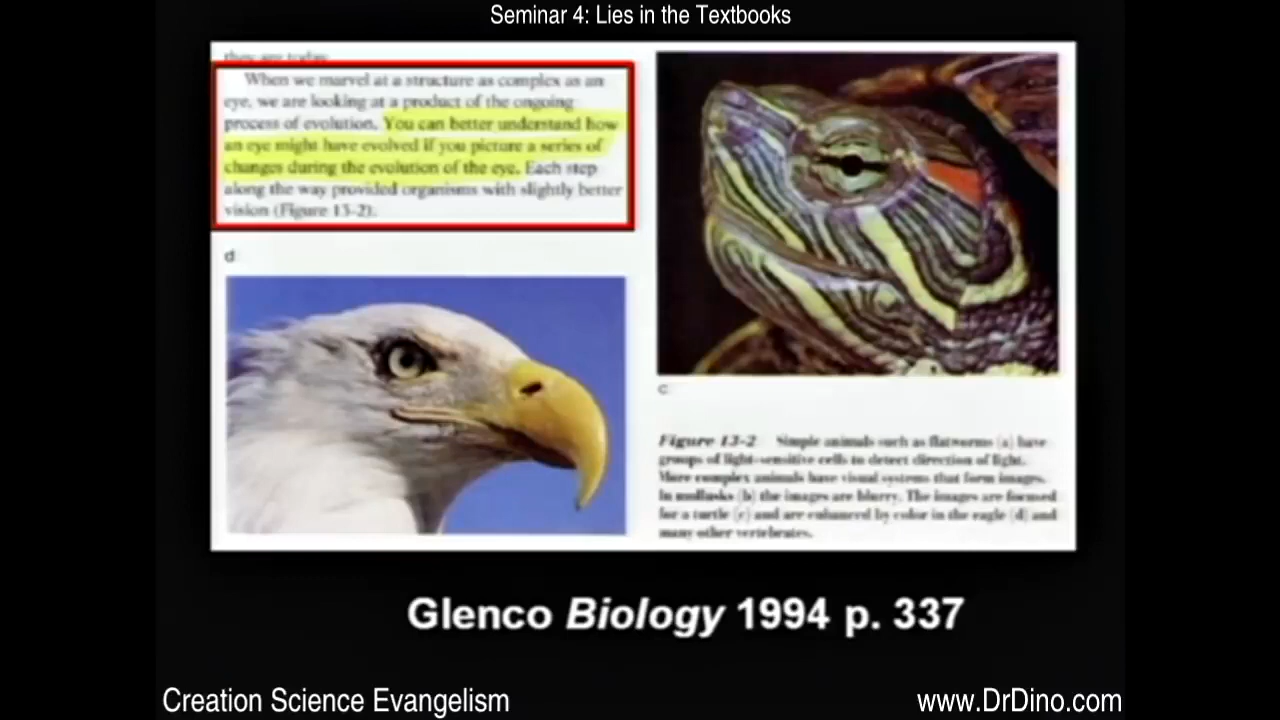 Seminar 4: Lies in the Textbooks
they are today
When we marvel at a structure as complex as an
eye, we are looking at a product of the ongoing
process of evolution. You can better understand how
an eye might have evolved if you picture a series of
changes during the evolution of the eye. Each step
along the way provided organisms with slightly better
vision (Figure 13-2).
d
c
Figure 13-2 Simple animals such as flatworms (a) have
groups of light-sensitive cells to detect direction of light.
More complex animals have visual systems that form images.
In mollusks (b) the images are blurry. The images are focused
for a turtle (c) and are enhanced by color in the eagle (d) and
many other vertebrates.
Glenco Biology 1994 p. 337
Creation Science Evangelism
www.DrDino.com